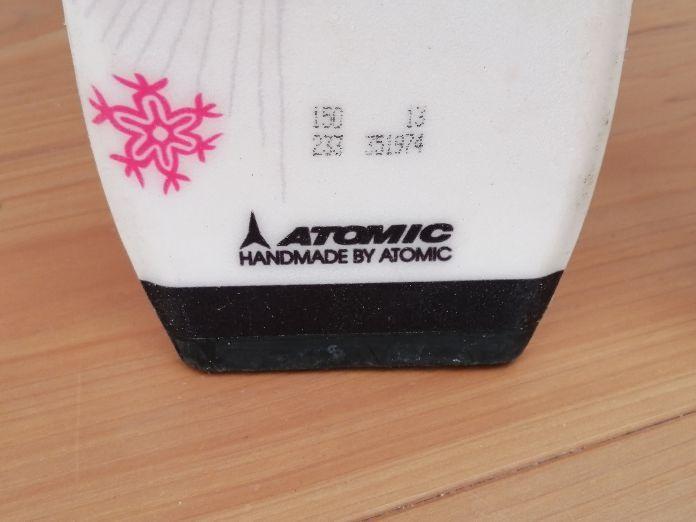 150 13
233 351974
ATOMIC
HANDMADE BY ATOMIC